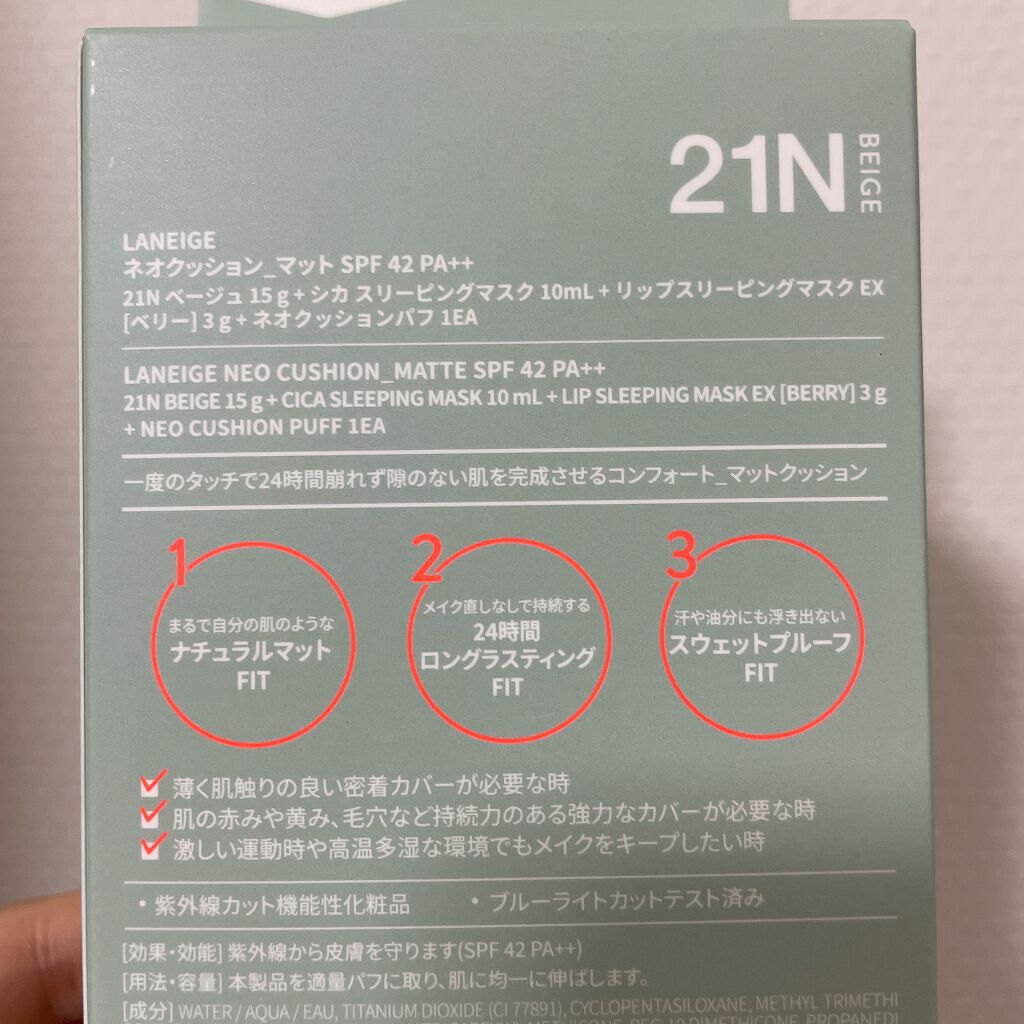 21N BEIGE
LANEIGE
ネオクッション_マット SPF 42 PA++
21N ベージュ 15 g + シカ スリーピングマスク 10mL + リップスリーピングマスク EX
[ベリー] 3 g + ネオクッションパフ 1EA
LANEIGE NEO CUSHION_MATTE SPF 42 PA++
21N BEIGE 15 g + CICA SLEEPING MASK 10 mL + LIP SLEEPING MASK EX [BERRY] 3 g
+ NEO CUSHION PUFF 1EA
一度のタッチで24時間崩れず隙のない肌を完成させるコンフォート_マットクッション
1
まるで自分の肌のような
ナチュラルマット
FIT
2
メイク直しなしで持続する
24時間
ロングラスティング
FIT
3
汗や油分にも浮き出ない
スウェットプルーフ
FIT
薄く肌触りの良い密着カバーが必要な時
肌の赤みや黄み、毛穴など持続力のある強力なカバーが必要な時
激しい運動時や高温多湿な環境でもメイクをキープしたい時
・紫外線カット機能性化粧品 ・ブルーライトカットテスト済み
[効果・効能] 紫外線から皮膚を守ります(SPF 42 PA++)
[用法・容量] 本製品を適量パフに取り、肌に均一に伸ばします。
[成分] WATER / AQUA / EAU, TITANIUM DIOXIDE (CI 77891), CYCLOPENTASILOXANE, METHYL TRIMETHI
METHICONE, PEG-10 DIMETHICONE, PROPANEDI